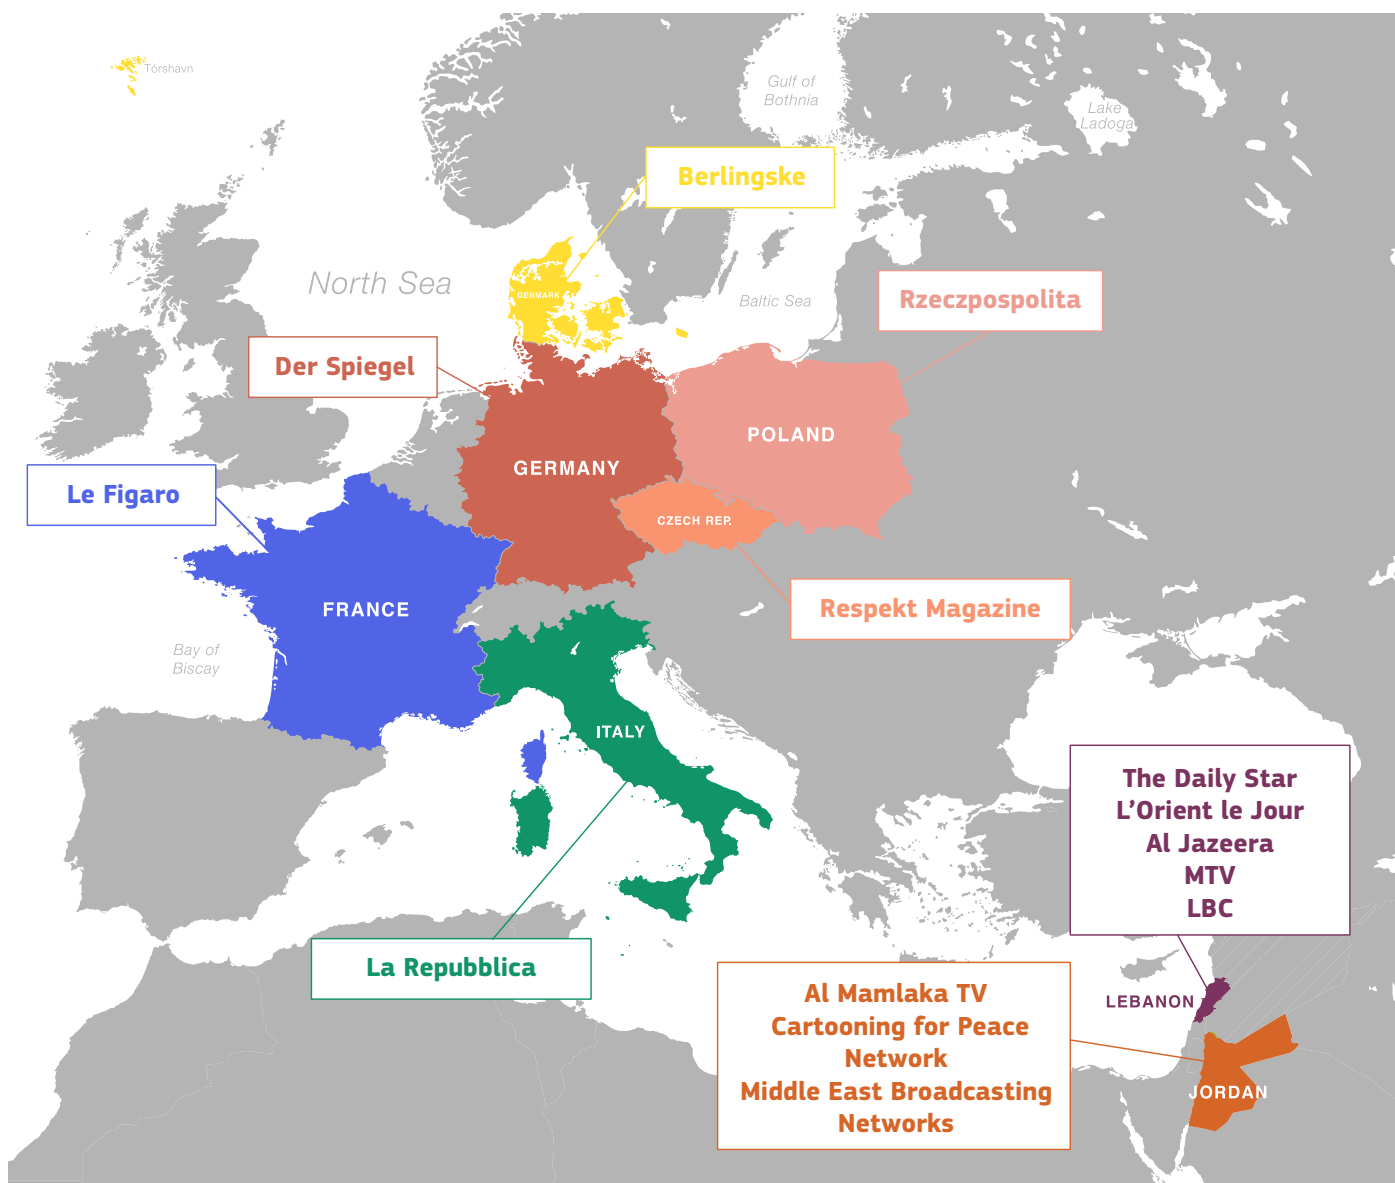 Tórshavn
Gulf of
Bothnia
Lake
Ladoga
Berlingske
North Sea
DENMARK
Baltic Sea
Rzeczpospolita
Der Spiegel
POLAND
GERMANY
Le Figaro
CZECH REP.
FRANCE
Respekt Magazine
Bay of
Biscay
ITALY
The Daily Star
L’Orient le Jour
Al Jazeera
MTV
LBC
La Repubblica
LEBANON
Al Mamlaka TV
Cartooning for Peace
Network
Middle East Broadcasting
Networks
JORDAN